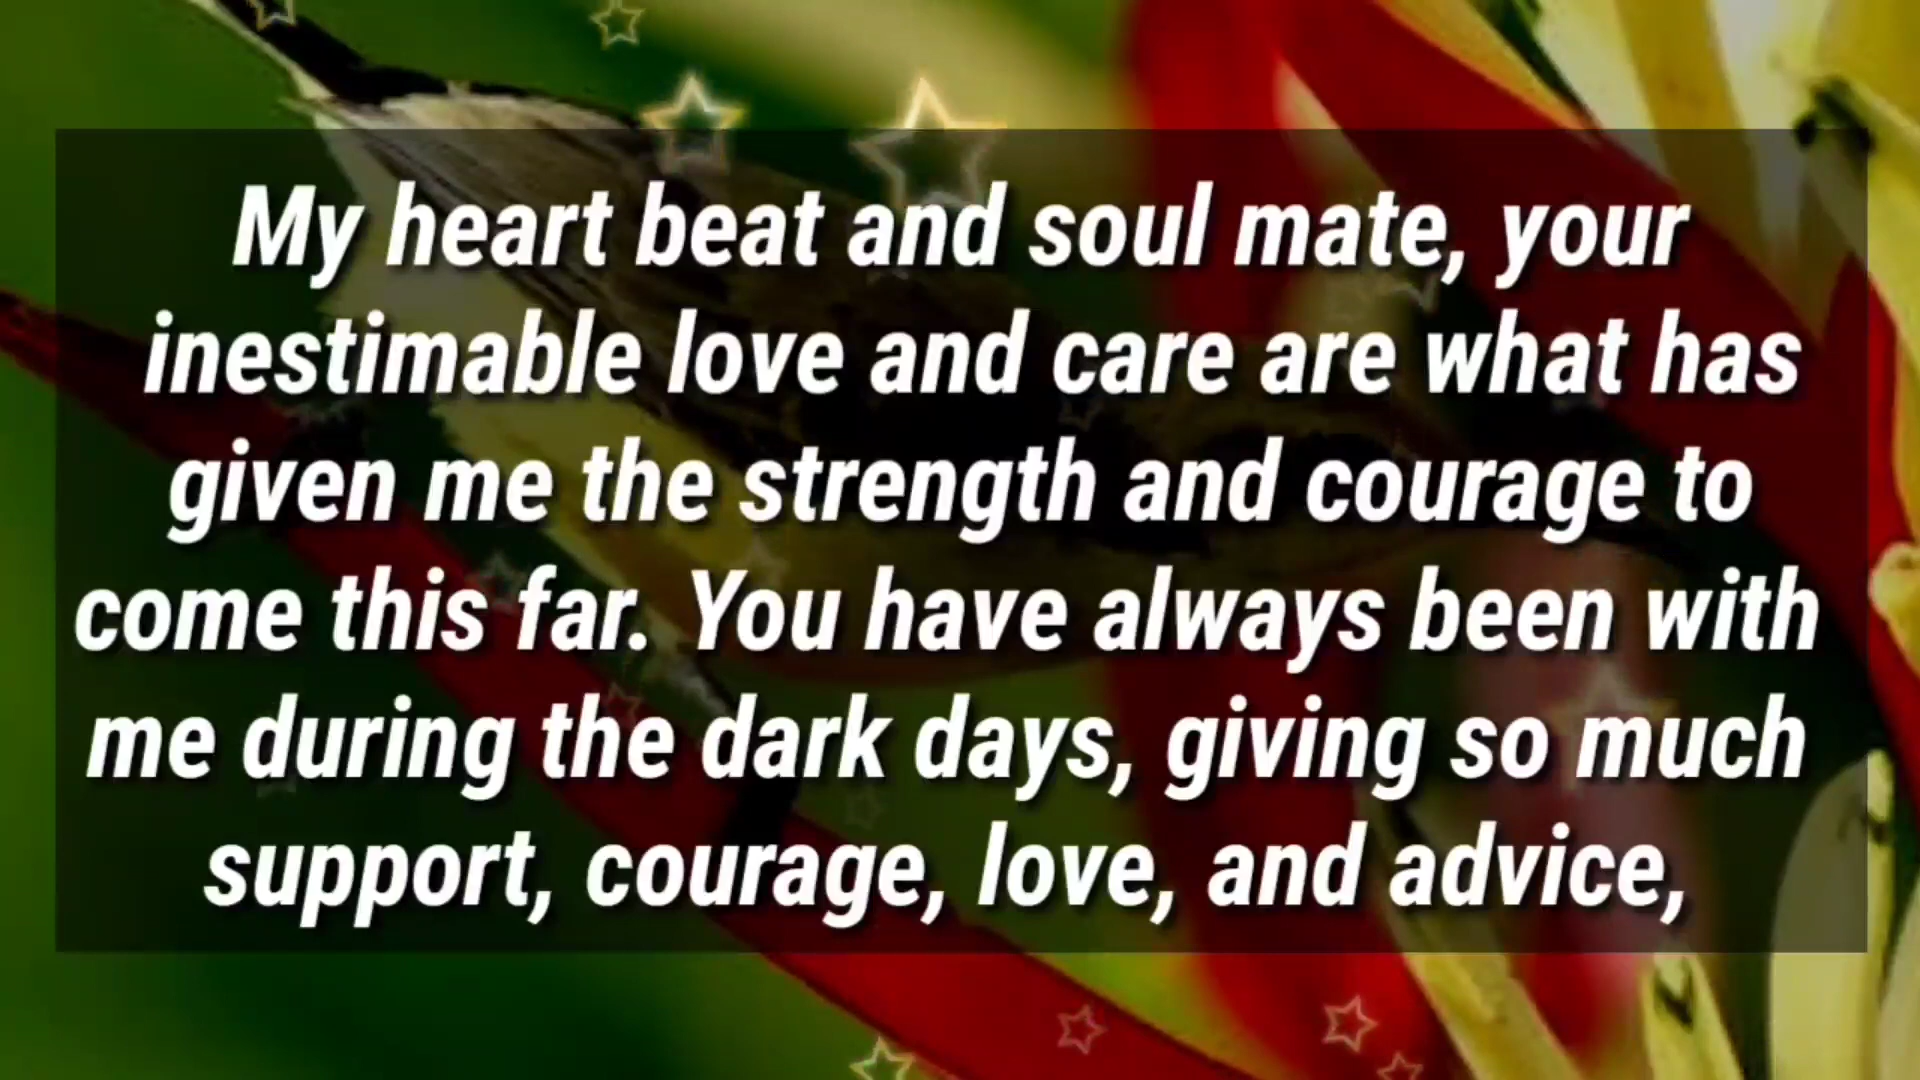 My heart beat and soul mate, your
inestimable love and care are what has
given me the strength and courage to
come this far. You have always been with
me during the dark days, giving so much
support, courage, love, and advice,